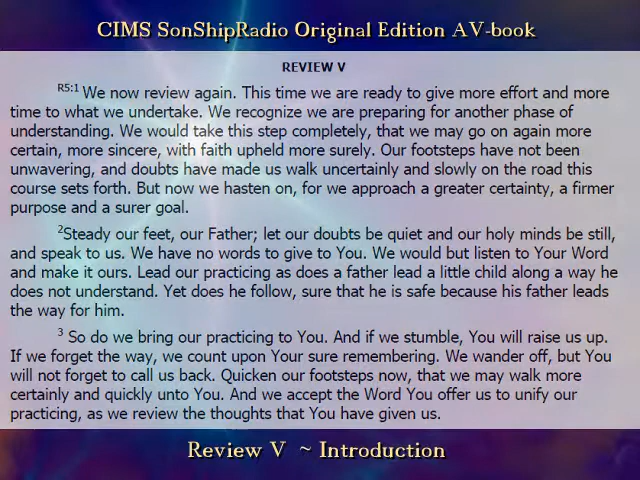 CIMS SonShipRadio Original Edition AV-book
REVIEW V
R5:1 We now review again. This time we are ready to give more effort and more
time to what we undertake. We recognize we are preparing for another phase of
understanding. We would take this step completely, that we may go on again more
certain, more sincere, with faith upheld more surely. Our footsteps have not been
unwavering, and doubts have made us walk uncertainly and slowly on the road this
course sets forth. But now we hasten on, for we approach a greater certainty, a firmer
purpose and a surer goal.
2Steady our feet, our Father; let our doubts be quiet and our holy minds be still,
and speak to us. We have no words to give to You. We would but listen to Your Word
and make it ours. Lead our practicing as does a father lead a little child along a way he
does not understand. Yet does he follow, sure that he is safe because his father leads
the way for him.
3 So do we bring our practicing to You. And if we stumble, You will raise us up.
If we forget the way, we count upon Your sure remembering. We wander off, but You
will not forget to call us back. Quicken our footsteps now, that we may walk more
certainly and quickly unto You. And we accept the Word You offer us to unify our
practicing, as we review the thoughts that You have given us.
Review V ~ Introduction